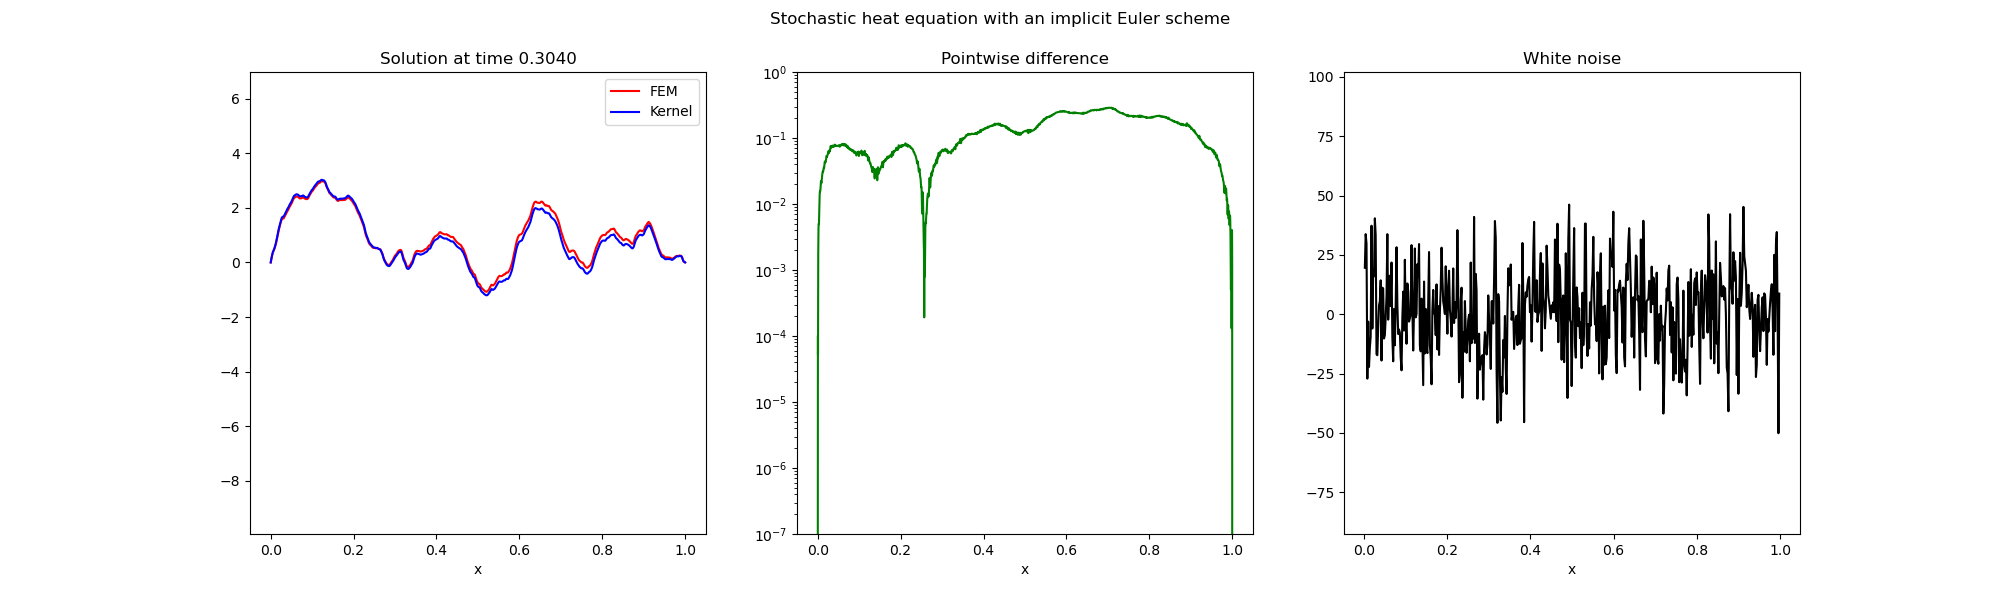 Stochastic heat equation with an implicit Euler scheme
Solution at time 0.3040
6
4
2
0
−2
−4
−6
−8
0.0 0.2 0.4 0.6 0.8 1.0
x
FEM
Kernel
Pointwise difference
10⁰
10⁻¹
10⁻²
10⁻³
10⁻⁴
10⁻⁵
10⁻⁶
10⁻⁷
0.0 0.2 0.4 0.6 0.8 1.0
x
White noise
100
75
50
25
0
−25
−50
−75
0.0 0.2 0.4 0.6 0.8 1.0
x